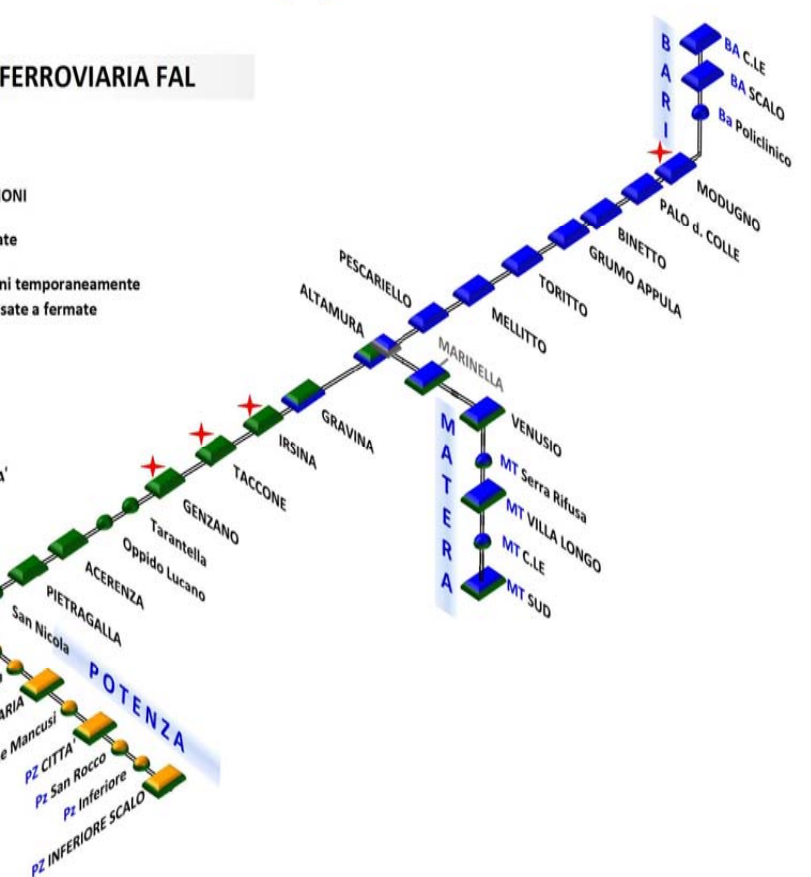 FERROVIARIA FAL
IONI
ate
ni temporaneamente
sate a fermate
A'
BARI
BA C.LE
BA SCALO
Ba Policlinico
MODUGNO
PALO d. COLLE
BINETTO
GRUMO APPULA
TORITTO
MELLITTO
PESCARIELLO
ALTAMURA
MARINELLA
MATERA
VENUSIO
MT Serra Rifusa
MT VILLA LONGO
MT C.LE
MT SUD
GRAVINA
IRSINA
TACCONE
GENZANO
Tarantella
Oppido Lucano
ACERENZA
PIETRAGALLA
San Nicola
POTENZA
ARIA
e Mancusi
PZ CITTA'
Pz San Rocco
Pz Inferiore
PZ INFERIORE SCALO